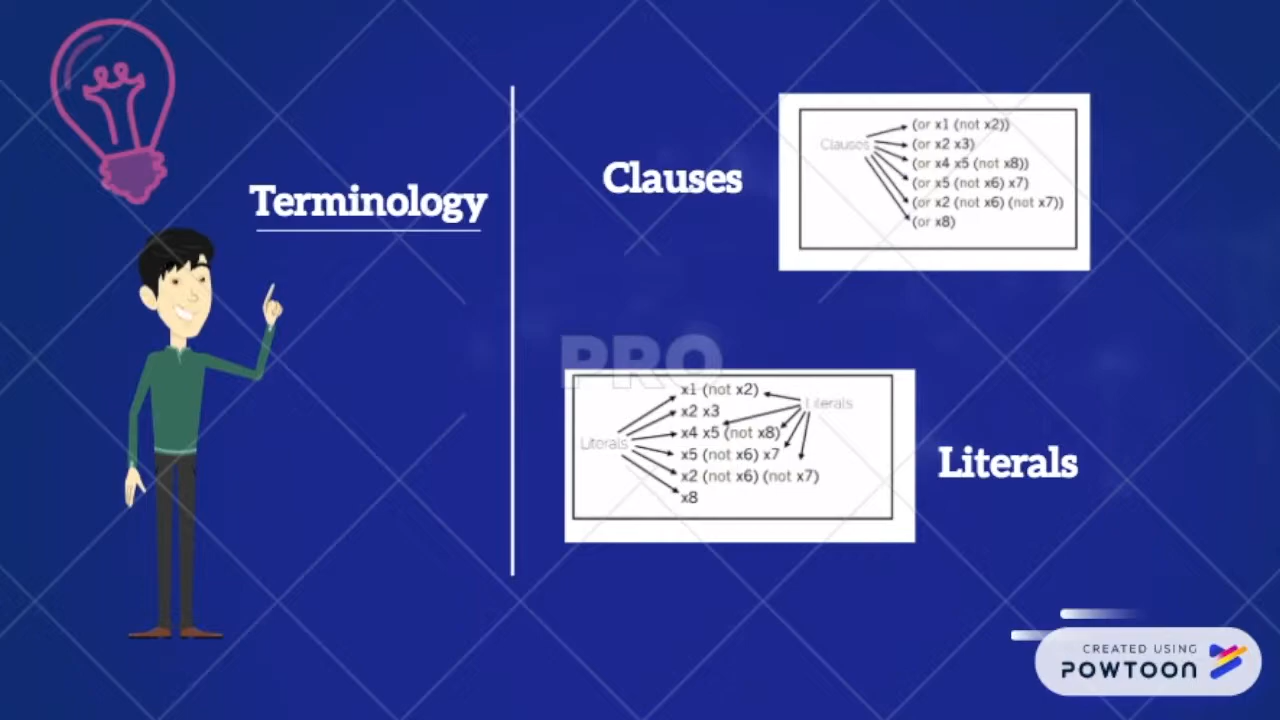 Terminology
Clauses
Clauses
(or x1 (not x2))
(or x2 x3)
(or x4 x5 (not x8))
(or x5 (not x6) x7)
(or x2 (not x6) (not x7))
(or x8)
PRO
Literals
x1 (not x2)
x2 x3
x4 x5 (not x8)
x5 (not x6) x7
x2 (not x6) (not x7)
x8
Literals
Literals
CREATED USING
POWTOON